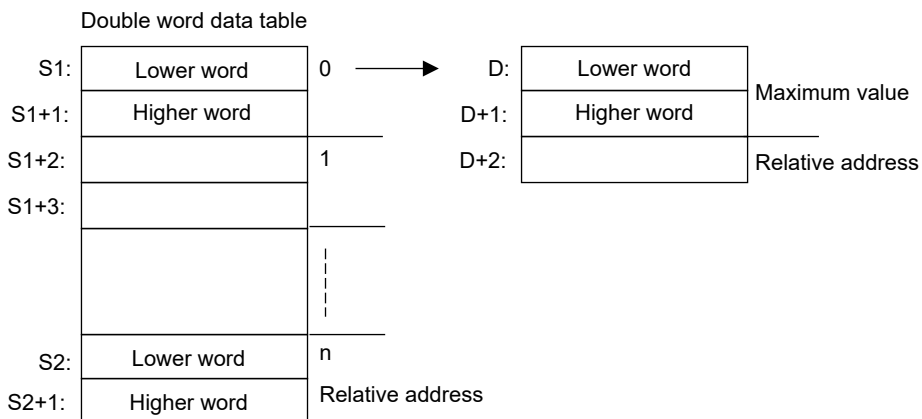 Double word data table
S1: Lower word 0 D: Lower word
S1+1: Higher word D+1: Higher word Maximum value
S1+2: 1 D+2: Relative address
S1+3:
S2: Lower word n
S2+1: Higher word Relative address